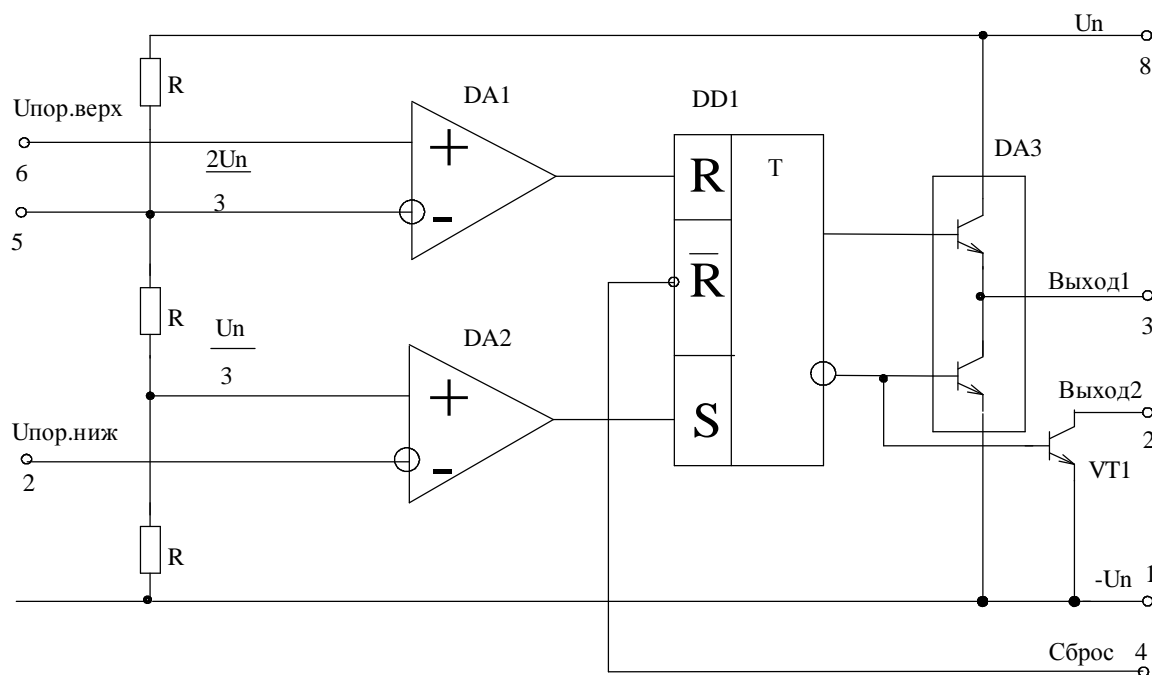 Un
8
R
DA1
DD1
Uпор.верх
6
2Un
3
+
-
R
T
DA3
5
R̅
Выход1
3
R
Un
3
DA2
+
-
S
Выход2
2
Uпор.ниж
2
VT1
R
-Un
1
Сброс
4